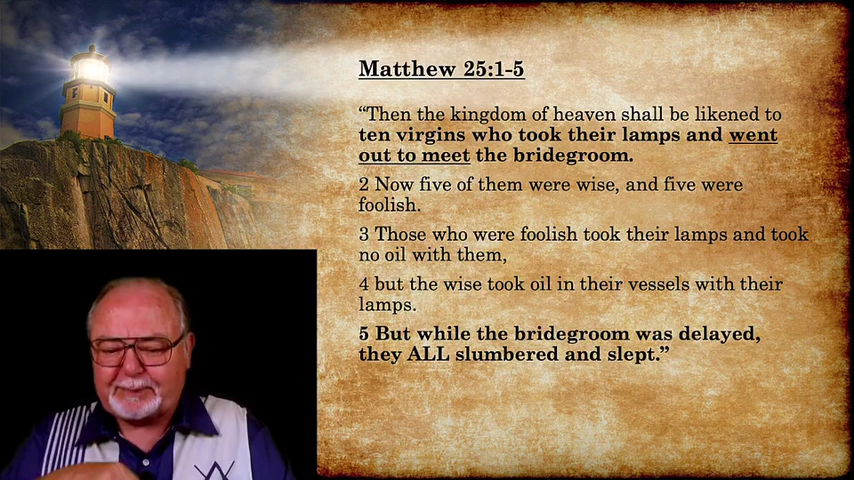 Matthew 25:1-5
“Then the kingdom of heaven shall be likened to
ten virgins who took their lamps and went
out to meet the bridegroom.
2 Now five of them were wise, and five were
foolish.
3 Those who were foolish took their lamps and took
no oil with them,
4 but the wise took oil in their vessels with their
lamps.
5 But while the bridegroom was delayed,
they ALL slumbered and slept.”